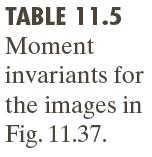 TABLE 11.5
Moment
invariants for
the images in
Fig. 11.37.